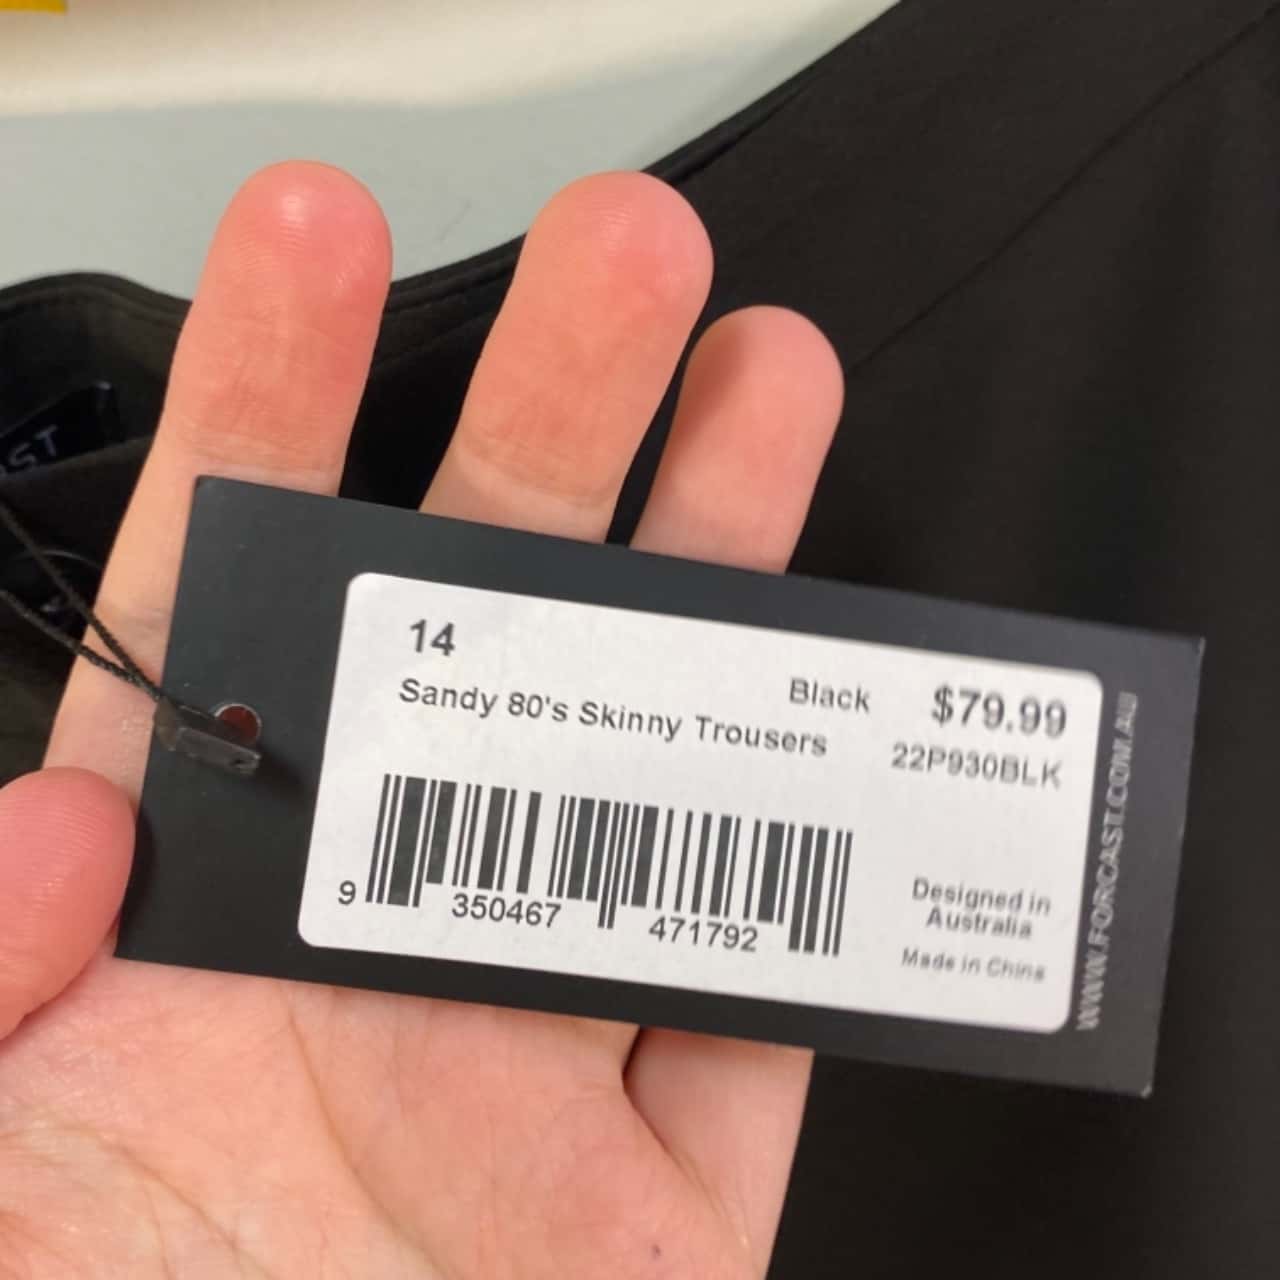 14
Black $79.99
Sandy 80's Skinny Trousers 22P930BLK
9 350467 471792
Designed in
Australia
Made in China
WWW.FORCAST.COM.AU
ST